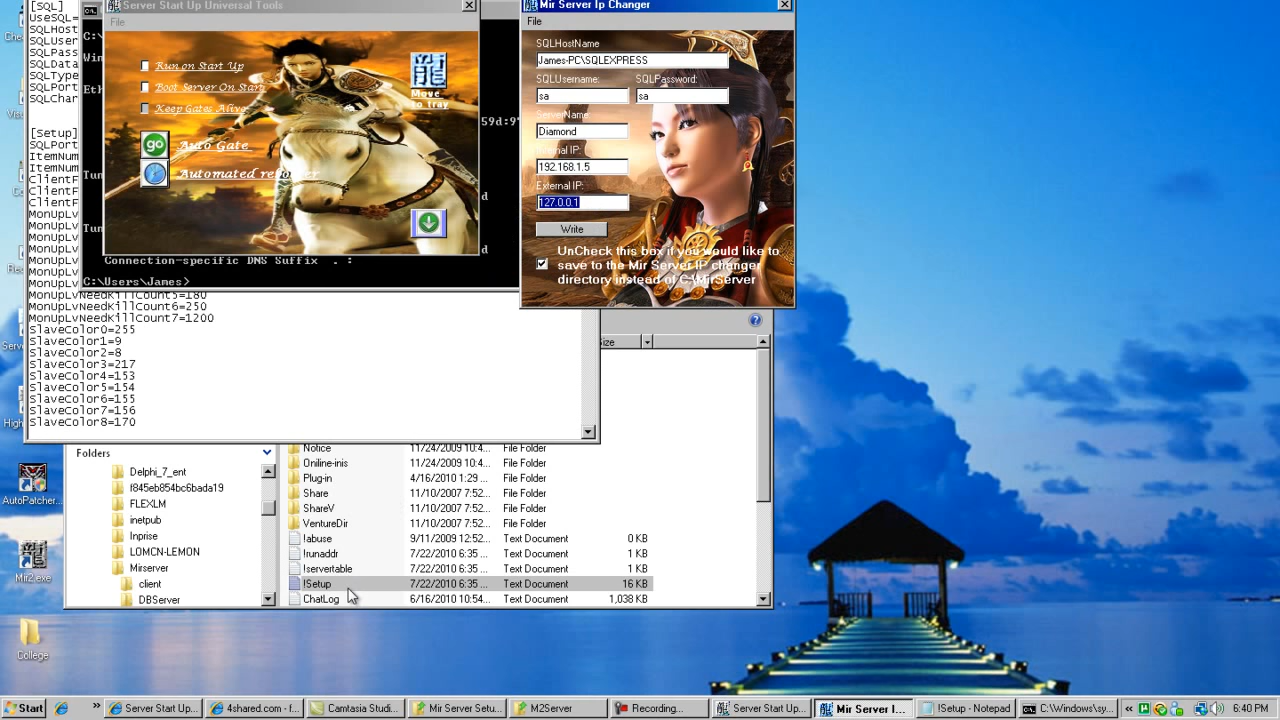 [SQL]
UseSQL=
SQLHost
SQLUser
SQLPass
SQLData
SQLType
SQLPort
SQLChar
[Setup]
SQLPort
ItemNum
ItemNum
ClientF
ClientF
ClientF
MonUpLv
MonUpLv
MonUpLv
MonUpLv
MonUpLv
MonUpLv
MonUpLv
MonUpLvNeedKillCount5=180
MonUpLvNeedKillCount6=250
MonUpLvNeedKillCount7=1200
SlaveColor0=255
SlaveColor1=9
SlaveColor2=8
SlaveColor3=217
SlaveColor4=153
SlaveColor5=154
SlaveColor6=155
SlaveColor7=156
SlaveColor8=170
C:\
Win
Eth
Tun
Tun
59d:9
d
d
Connection-specific DNS Suffix . :
C:\Users\James>
Server Start Up Universal Tools
File
Run on Start Up
Boot Server On Start
Keep Gates Alive
龍
Move
to tray
go
Auto Gate
Automated rebooter
Mir Server Ip Changer
File
SQLHostName
James-PC\SQLEXPRESS
SQLUsername: SQLPassword:
sa sa
ServerName:
Diamond
192.168.1.5
External IP:
127.0.0.1
Write
UnCheck this box if you would like to
save to the Mir Server IP changer
directory instead of C:\MirServer
Size
Folders
Delphi_7_ent
f845eb854bc6bada19
FLEXLM
inetpub
Inprise
LOMCN-LEMON
Mirserver
client
DBServer
Notice 11/24/2009 10:4... File Folder
Oniline-inis 11/24/2009 10:4... File Folder
Plug-in 4/16/2010 1:29 ... File Folder
Share 11/10/2007 7:52... File Folder
ShareV 11/10/2007 7:52... File Folder
VentureDir 11/10/2007 7:52... File Folder
!abuse 9/11/2009 12:52... Text Document 0 KB
!runaddr 7/22/2010 6:35 ... Text Document 1 KB
!servertable 7/22/2010 6:35 ... Text Document 1 KB
!Setup 7/22/2010 6:35 ... Text Document 16 KB
ChatLog 6/16/2010 10:54... Text Document 1,038 KB
AutoPatcher...
Mir2.exe
College
Start
Server Start Up...
4shared.com - f...
Camtasia Studi...
Mir Server Setu...
M2Server
Recording...
Server Start Up...
Mir Server I...
!Setup - Notepad
C:\Windows\sy...
6:40 PM